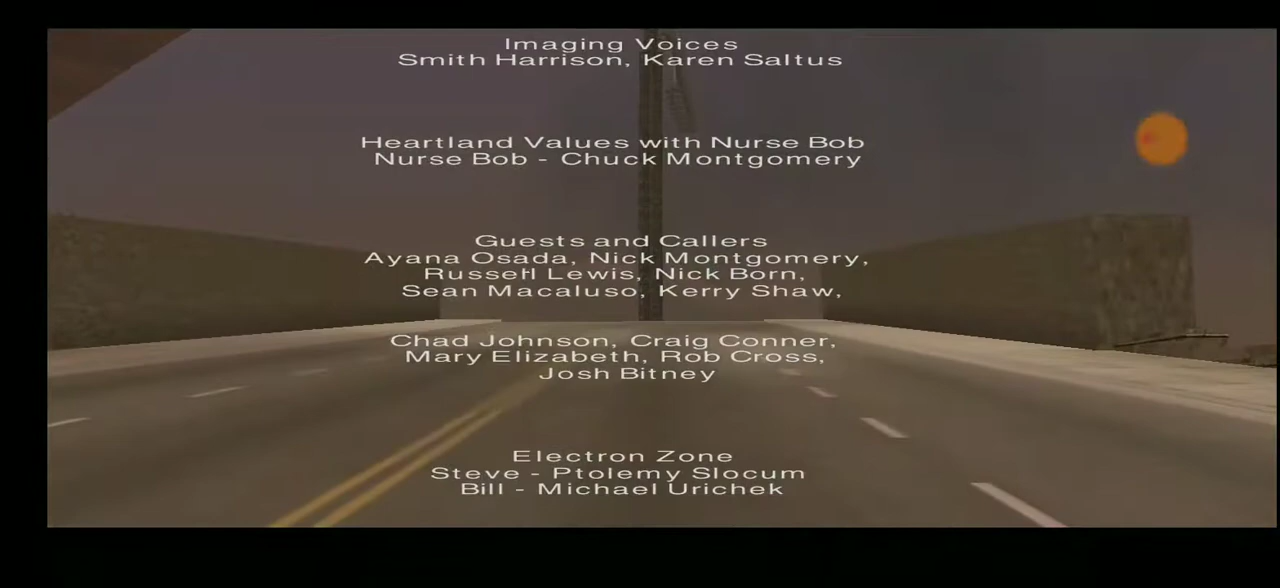 Imaging Voices
Smith Harrison, Karen Saltus
Heartland Values with Nurse Bob
Nurse Bob - Chuck Montgomery
Guests and Callers
Ayana Osada, Nick Montgomery,
Russell Lewis, Nick Born,
Sean Macaluso, Kerry Shaw,
Chad Johnson, Craig Conner,
Mary Elizabeth, Rob Cross,
Josh Bitney
Electron Zone
Steve - Ptolemy Slocum
Bill - Michael Urichek